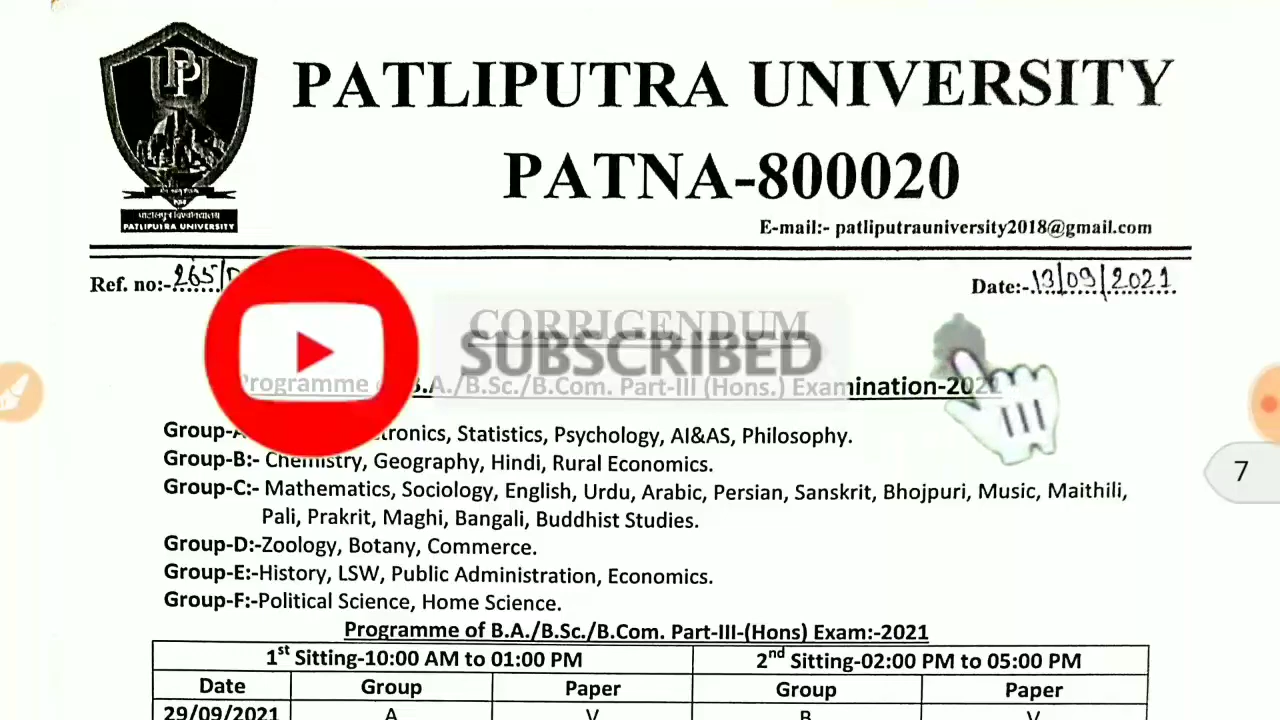 PATLIPUTRA UNIVERSITY
PATNA-800020
PATLIPUTRA UNIVERSITY
E-mail:- patliputrauniversity2018@gmail.com
Ref. no:-265/
Date:-13/09/2021
CORRIGENDUM
SUBSCRIBED
Programme B.A./B.Sc./B.Com. Part-III (Hons.) Examination-2021
Statistics, Psychology, AI&AS, Philosophy.
Group-B:- Chemistry, Geography, Hindi, Rural Economics.
Group-C:- Mathematics, Sociology, English, Urdu, Arabic, Persian, Sanskrit, Bhojpuri, Music, Maithili,
Pali, Prakrit, Maghi, Bangali, Buddhist Studies.
7
Group-D:-Zoology, Botany, Commerce.
Group-E:-History, LSW, Public Administration, Economics.
Group-F:-Political Science, Home Science.
Programme of B.A./B.Sc./B.Com. Part-III-(Hons) Exam:-2021
1st Sitting-10:00 AM to 01:00 PM 2nd Sitting-02:00 PM to 05:00 PM
Date Group Paper Group Paper
29/09/2021 A V B V